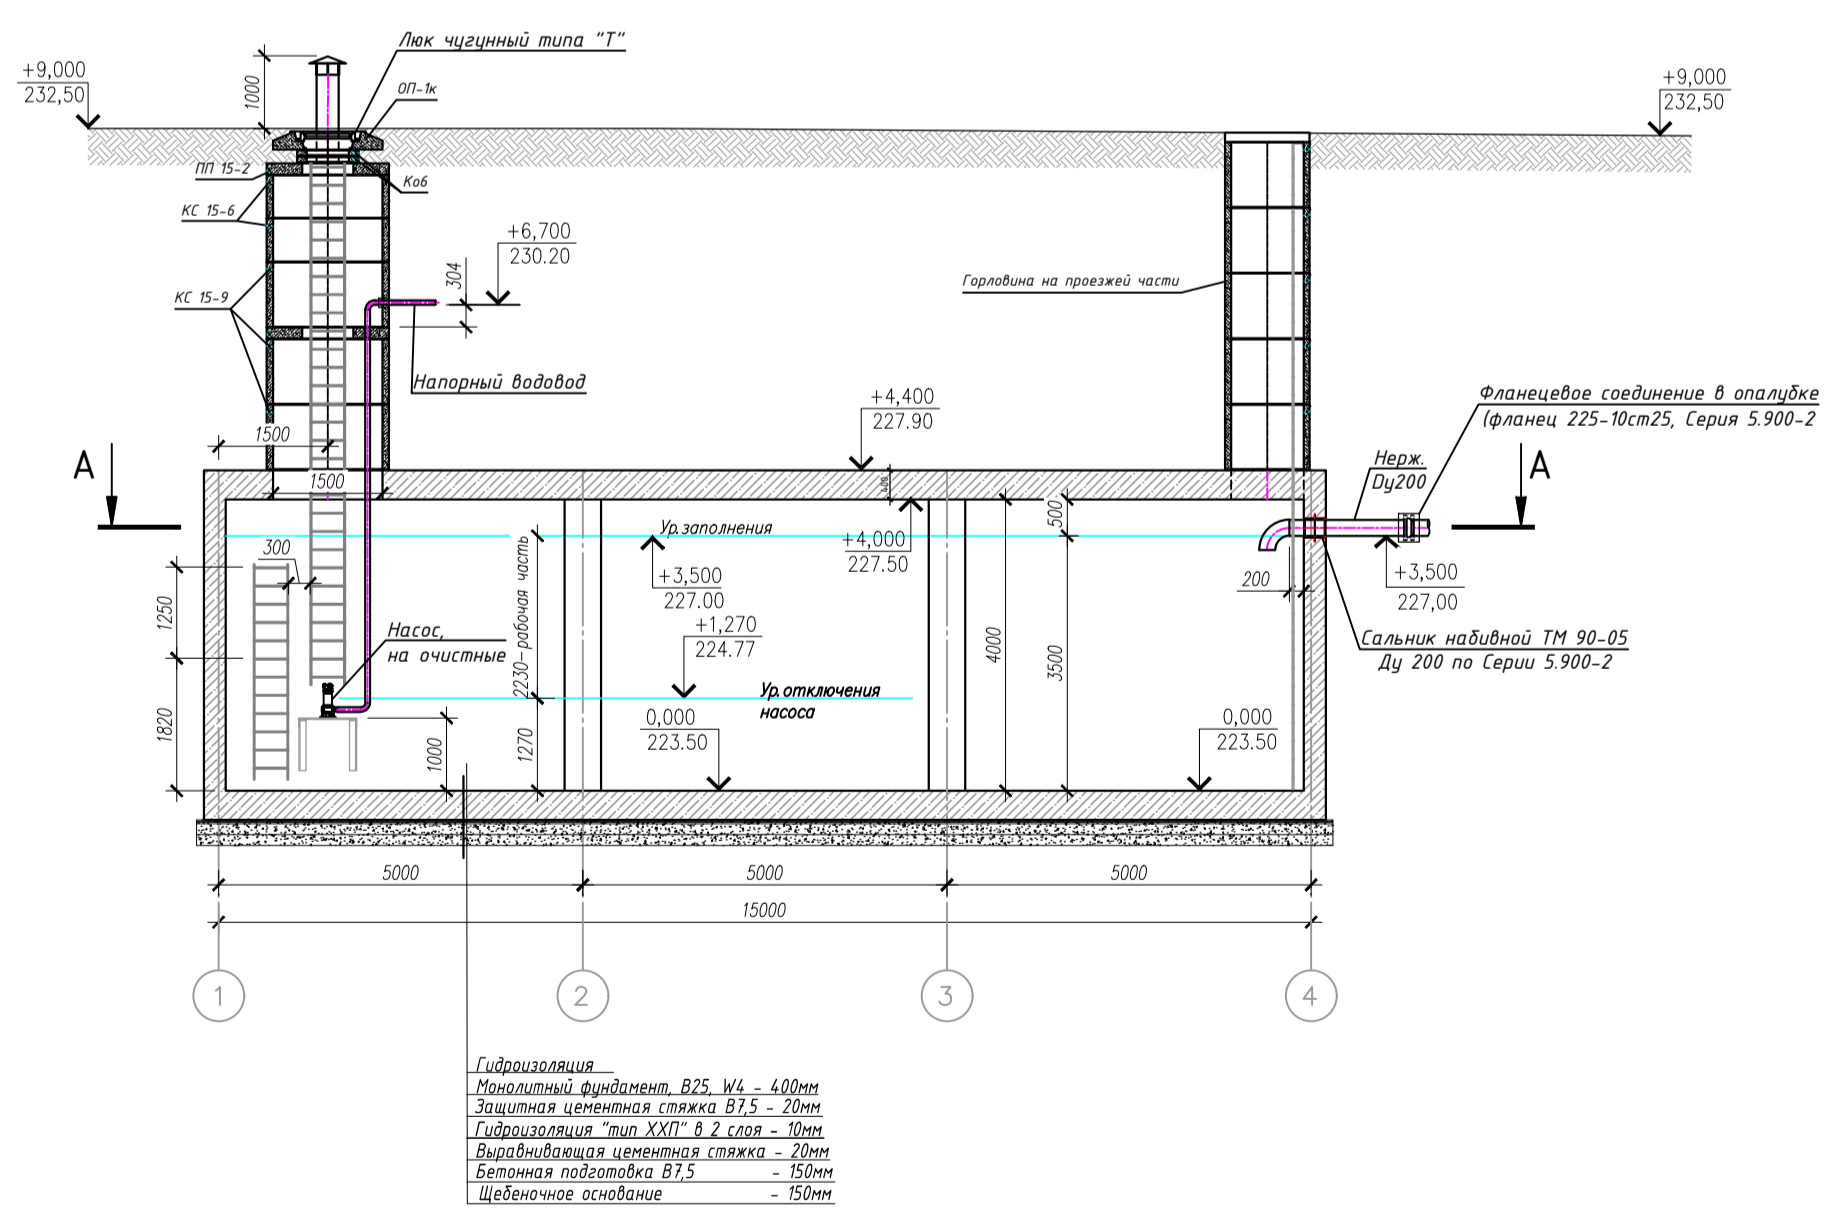 Люк чугунный типа "Т"
+9,000
232,50
1000
ОП-1к
+9,000
232,50
ПП 15-2
Ко6
КС 15-6
+6,700
230.20
304
КС 15-9
Горловина на проезжей части
Напорный водовод
+4,400
227.90
Фланецевое соединение в опалубке
(фланец 225-10ст25, Серия 5.900-2
1500
А
А
Нерж.
Dу200
1500
400
500
Ур.заполнения
+4,000
227.50
300
2230-рабочая часть
+3,500
227.00
200
+3,500
227,00
1250
+1,270
224.77
Насос,
на очистные
4000
3500
Сальник набивной ТМ 90-05
Ду 200 по Серии 5.900-2
Ур.отключения
насоса
1820
0,000
223.50
0,000
223.50
1000
1270
5000
5000
5000
15000
1
2
3
4
Гидроизоляция
Монолитный фундамент, В25, W4 - 400мм
Защитная цементная стяжка В7,5 - 20мм
Гидроизоляция "тип ХХП" в 2 слоя - 10мм
Выравнивающая цементная стяжка - 20мм
Бетонная подготовка В7,5 - 150мм
Щебеночное основание - 150мм